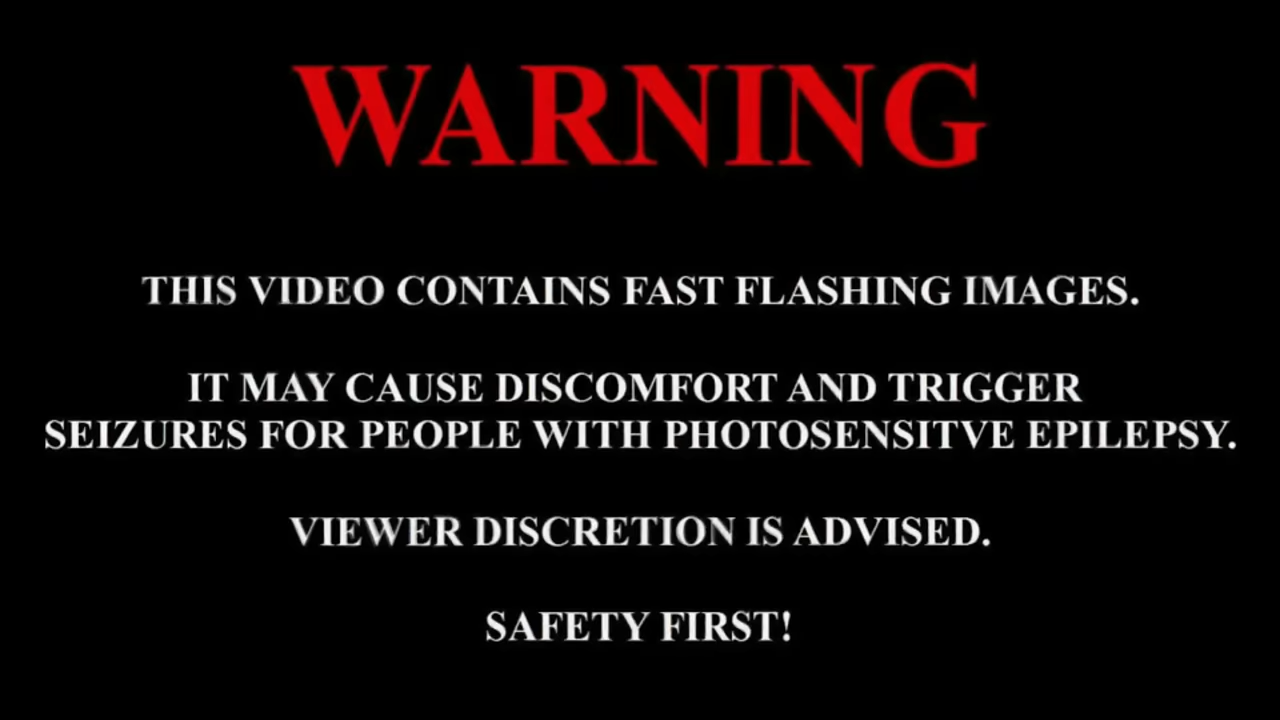 WARNING
THIS VIDEO CONTAINS FAST FLASHING IMAGES.
IT MAY CAUSE DISCOMFORT AND TRIGGER
SEIZURES FOR PEOPLE WITH PHOTOSENSITVE EPILEPSY.
VIEWER DISCRETION IS ADVISED.
SAFETY FIRST!